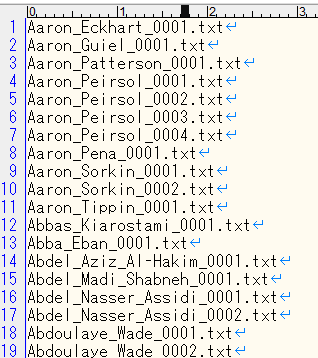 0 1 2 3
1 Aaron_Eckhart_0001.txt↵
2 Aaron_Guiel_0001.txt↵
3 Aaron_Patterson_0001.txt↵
4 Aaron_Peirsol_0001.txt↵
5 Aaron_Peirsol_0002.txt↵
6 Aaron_Peirsol_0003.txt↵
7 Aaron_Peirsol_0004.txt↵
8 Aaron_Pena_0001.txt↵
9 Aaron_Sorkin_0001.txt↵
10 Aaron_Sorkin_0002.txt↵
11 Aaron_Tippin_0001.txt↵
12 Abbas_Kiarostami_0001.txt↵
13 Abba_Eban_0001.txt↵
14 Abdel_Aziz_Al-Hakim_0001.txt↵
15 Abdel_Madi_Shabneh_0001.txt↵
16 Abdel_Nasser_Assidi_0001.txt↵
17 Abdel_Nasser_Assidi_0002.txt↵
18 Abdoulaye_Wade_0001.txt↵
19 Abdoulaye_Wade_0002.txt↵